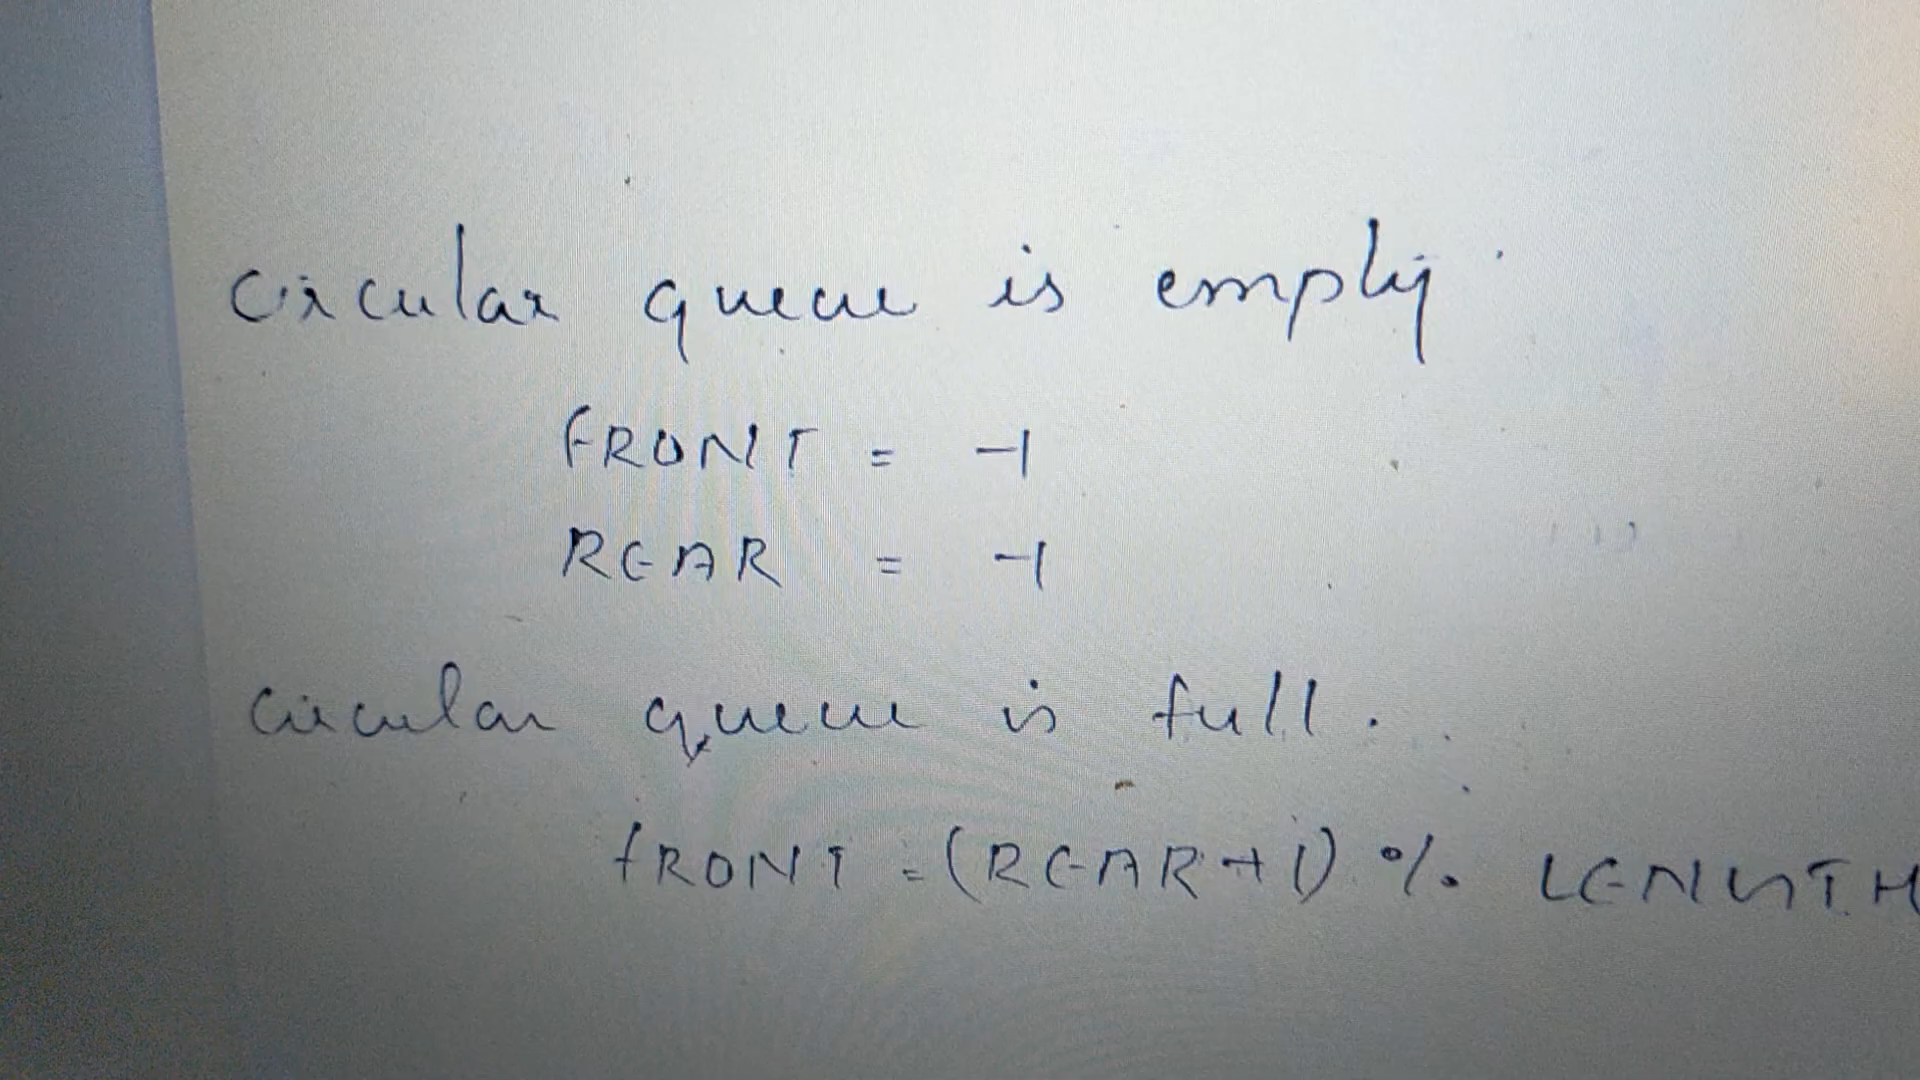 circular queue is empty.
FRONT = -1
REAR = -1
circular queue is full.
FRONT = (REAR+1) % LENGTH